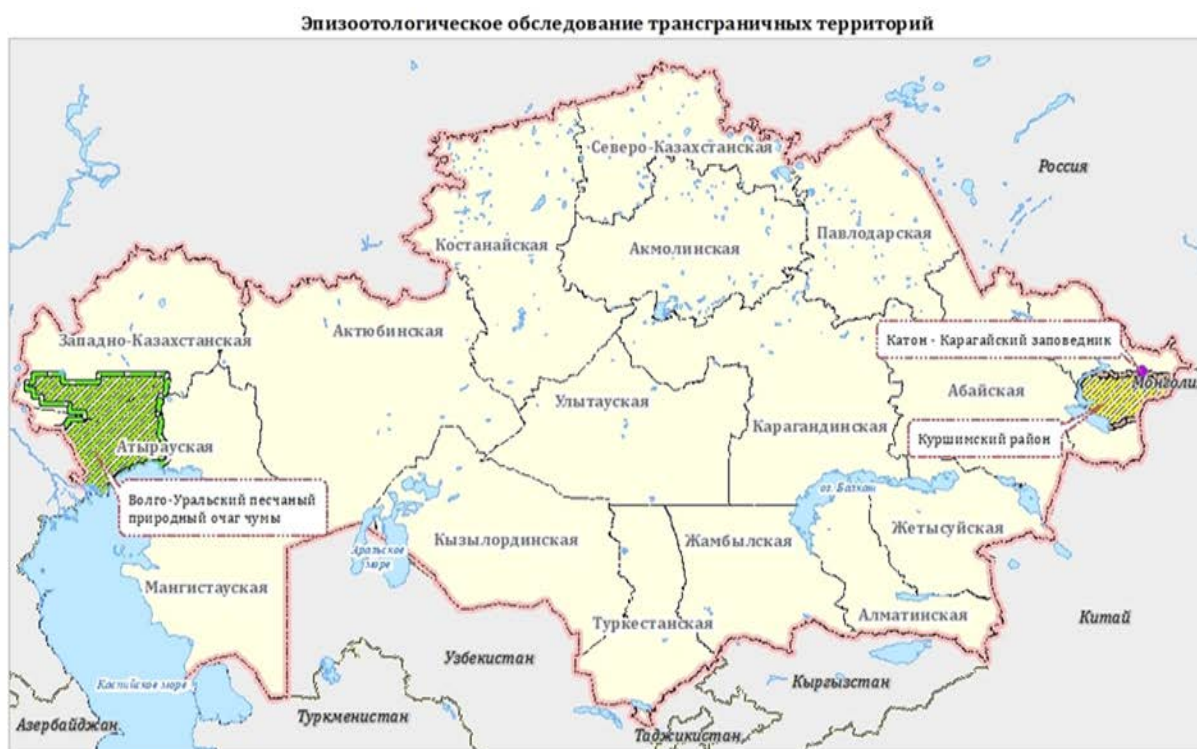 Эпизоотологическое обследование трансграничных территорий
Северо-Казахстанская
Россия
Павлодарская
Костанайская
Акмолинская
Актюбинская
Западно-Казахстанская
Катон - Карагайский заповедник
Монголия
Абайская
Улытауская
Карагандинская
Куршимский район
Атырауская
Волго-Уральский песчаный
природный очаг чумы
оз. Балхаш
Жетысуйская
Кызылординская
Жамбылская
Аральское
море
Мангистауская
Алматинская
Китай
Туркестанская
Узбекистан
Кыргызстан
Каспийское море
Азербайджан
Туркменистан
Таджикистан